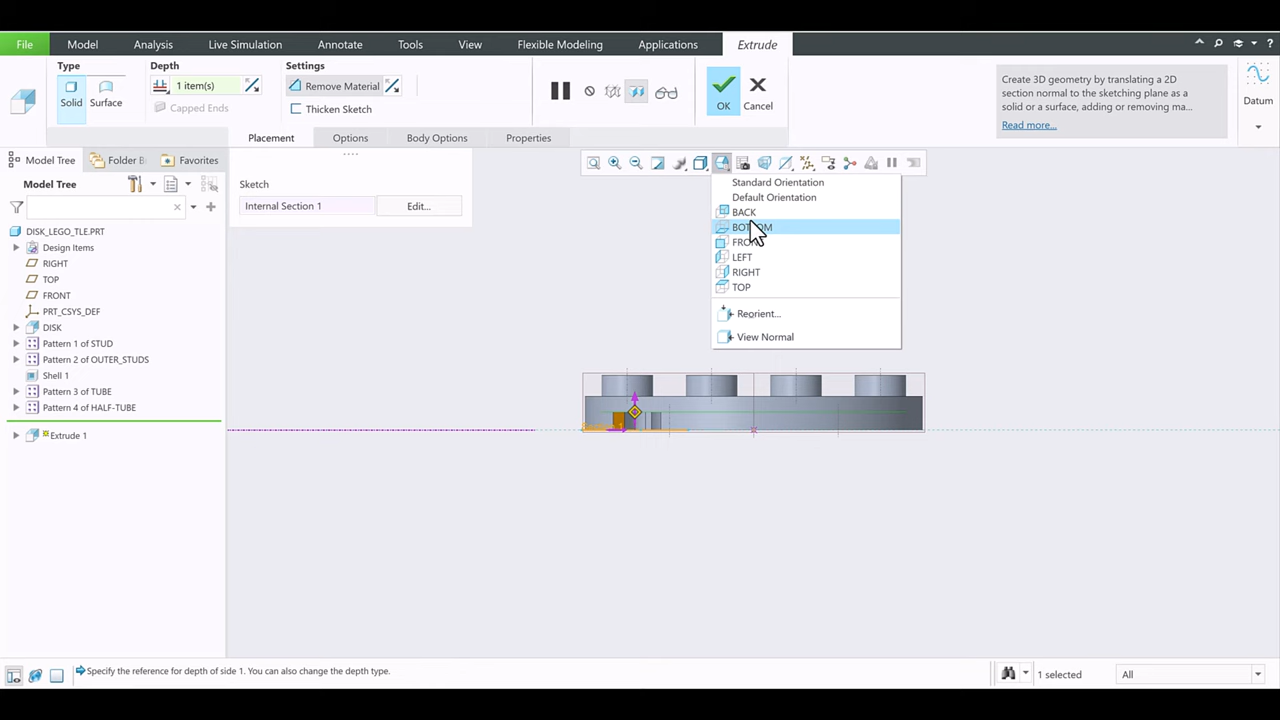 File
Model
Analysis
Live Simulation
Annotate
Tools
View
Flexible Modeling
Applications
Extrude
Type
Depth
Settings
Solid
Surface
1 item(s)
Capped Ends
Remove Material
Thicken Sketch
OK
Cancel
Create 3D geometry by translating a 2D
section normal to the sketching plane as a
solid or a surface, adding or removing ma...
Read more...
Datum
Placement
Options
Body Options
Properties
Model Tree
Folder B
Favorites
Model Tree
Sketch
Internal Section 1
Edit...
DISK_LEGO_TLE.PRT
Design Items
RIGHT
TOP
FRONT
PRT_CSYS_DEF
DISK
Pattern 1 of STUD
Pattern 2 of OUTER_STUDS
Shell 1
Pattern 3 of TUBE
Pattern 4 of HALF-TUBE
Extrude 1
Standard Orientation
Default Orientation
BACK
BOTTOM
FRONT
LEFT
RIGHT
TOP
Reorient...
View Normal
Specify the reference for depth of side 1. You can also change the depth type.
1 selected
All